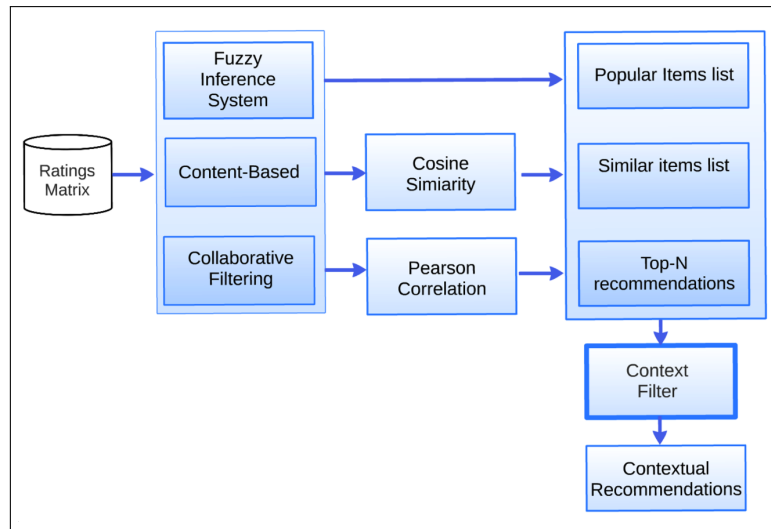 Fuzzy
Inference
System
Popular Items list
Ratings
Matrix
Content-Based
Cosine
Simiarity
Similar items list
Collaborative
Filtering
Pearson
Correlation
Top-N
recommendations
Context
Filter
Contextual
Recommendations